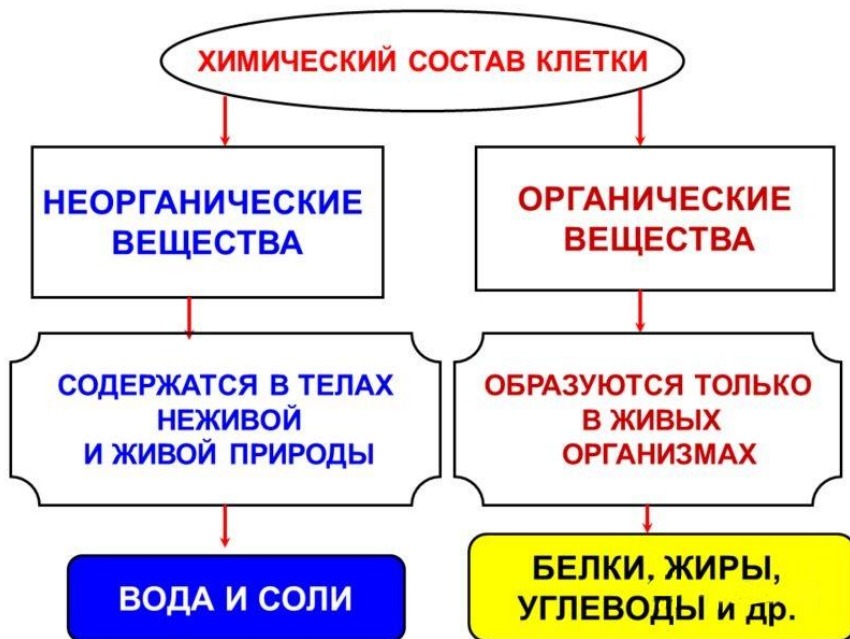 ХИМИЧЕСКИЙ СОСТАВ КЛЕТКИ
НЕОРГАНИЧЕСКИЕ
ВЕЩЕСТВА
ОРГАНИЧЕСКИЕ
ВЕЩЕСТВА
СОДЕРЖАТСЯ В ТЕЛАХ
НЕЖИВОЙ
И ЖИВОЙ ПРИРОДЫ
ОБРАЗУЮТСЯ ТОЛЬКО
В ЖИВЫХ
ОРГАНИЗМАХ
ВОДА И СОЛИ
БЕЛКИ, ЖИРЫ,
УГЛЕВОДЫ и др.